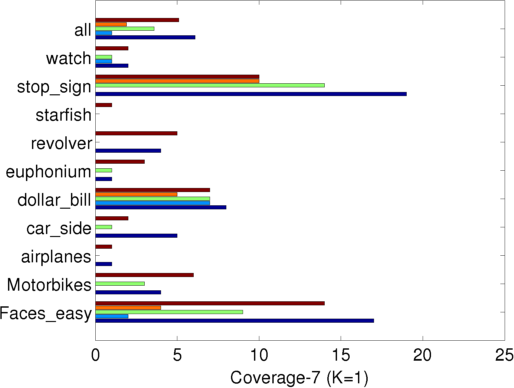 all
watch
stop_sign
starfish
revolver
euphonium
dollar_bill
car_side
airplanes
Motorbikes
Faces_easy
0 5 10 15 20 25
Coverage-7 (K=1)